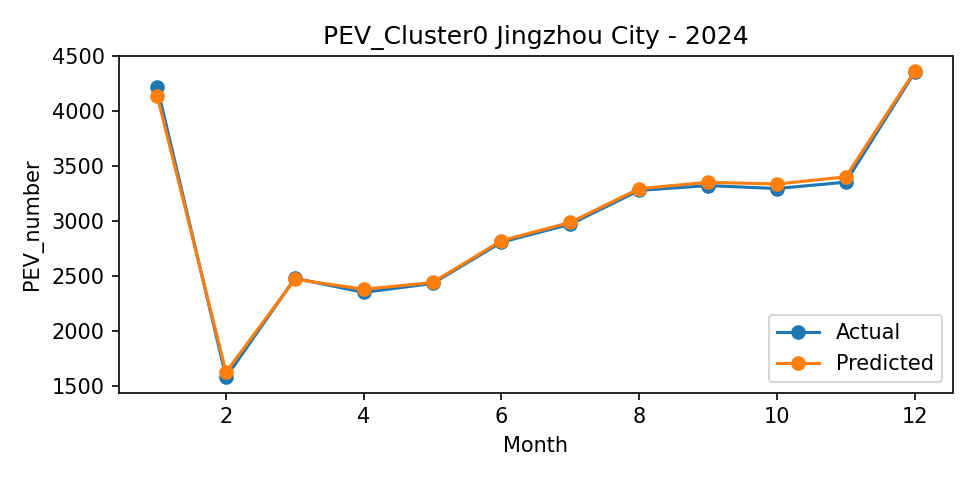 PEV_Cluster0 Jingzhou City - 2024
PEV_number
4500
4000
3500
3000
2500
2000
1500
2 4 6 8 10 12
Month
Actual
Predicted